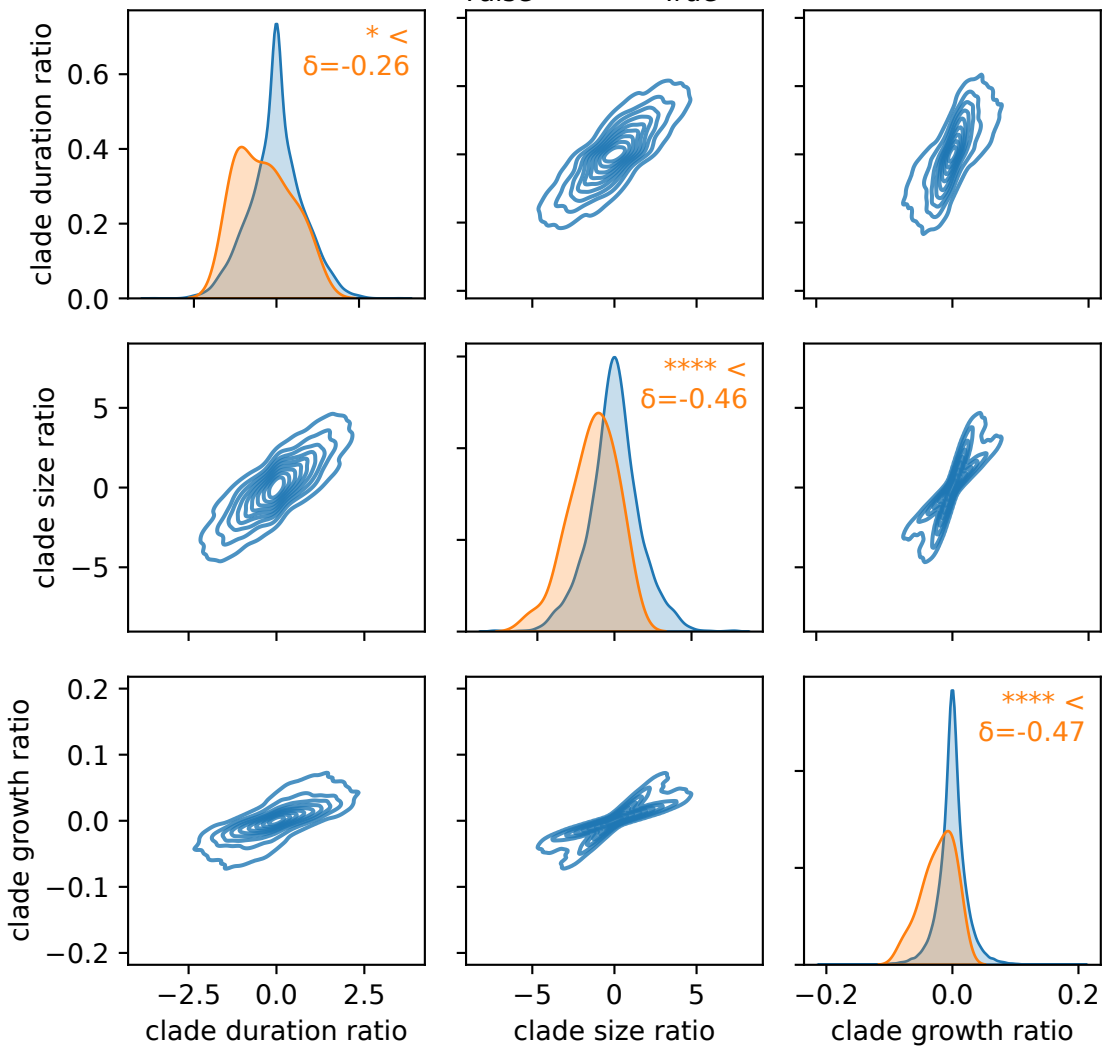 clade duration ratio
0.6
0.4
0.2
0.0
* <
δ=-0.26
clade size ratio
5
0
−5
**** <
δ=-0.46
clade growth ratio
0.2
0.1
0.0
−0.1
−0.2
**** <
δ=-0.47
−2.5 0.0 2.5
−5 0 5
−0.2 0.0 0.2
clade duration ratio
clade size ratio
clade growth ratio